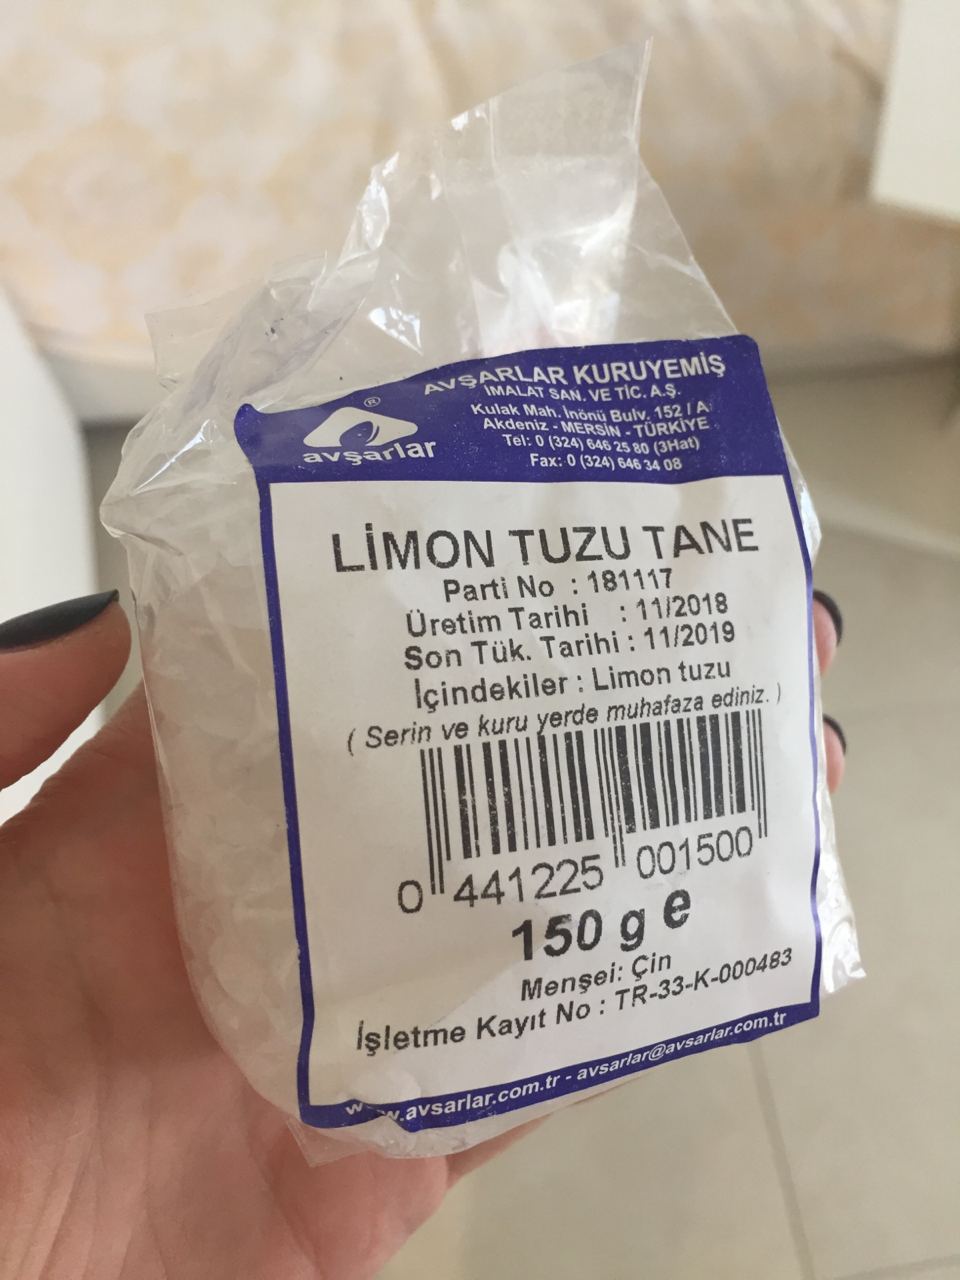 AVŞARLAR KURUYEMİŞ
İMALAT SAN. VE TİC. A.Ş.
Kulak Mah. İnönü Bulv. 152 / A
Akdeniz - MERSİN - TÜRKİYE
Tel: 0 (324) 646 25 80 (3Hat)
Fax: 0 (324) 646 34 08
®
avşarlar
LİMON TUZU TANE
Parti No : 181117
Üretim Tarihi : 11/2018
Son Tük. Tarihi : 11/2019
İçindekiler : Limon tuzu
( Serin ve kuru yerde muhafaza ediniz. )
0 441225 001500
150 g e
Menşei: Çin
İşletme Kayıt No : TR-33-K-000483
www.avsarlar.com.tr - avsarlar@avsarlar.com.tr